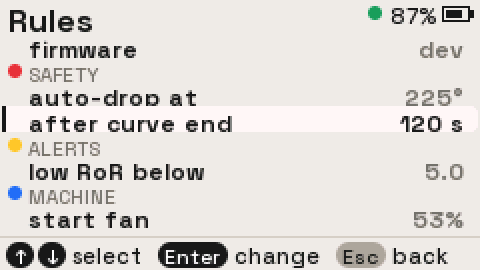 Rules 87%
firmware dev
SAFETY
auto-drop at 225°
after curve end 120 s
ALERTS
low RoR below 5.0
MACHINE
start fan 53%
↑ ↓ select Enter change Esc back